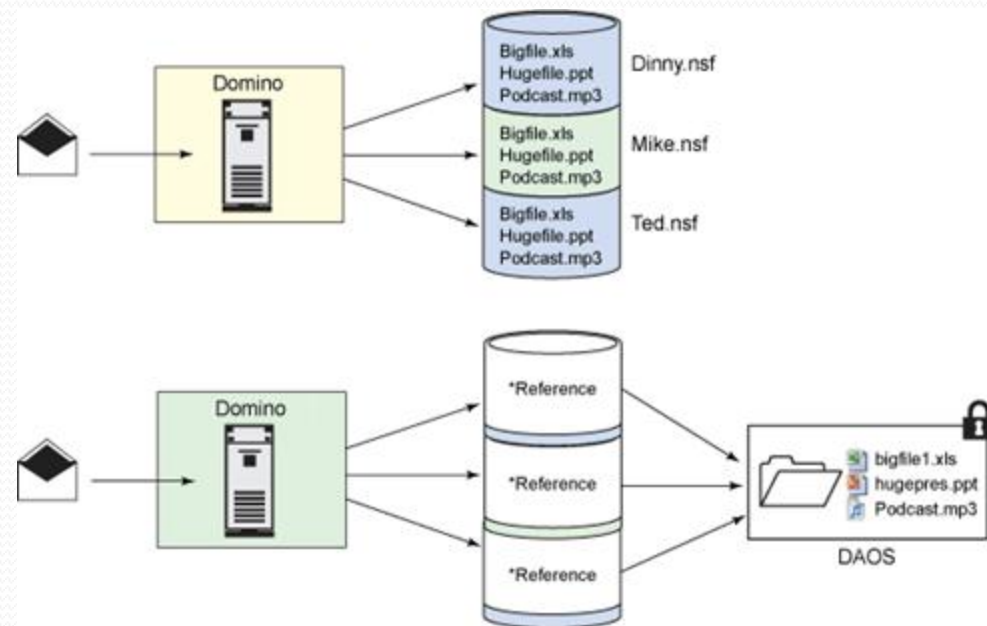 Domino
Bigfile.xls
Hugefile.ppt
Podcast.mp3
Dinny.nsf
Bigfile.xls
Hugefile.ppt
Podcast.mp3
Mike.nsf
Bigfile.xls
Hugefile.ppt
Podcast.mp3
Ted.nsf
Domino
*Reference
*Reference
*Reference
bigfile1.xls
hugepres.ppt
Podcast.mp3
DAOS